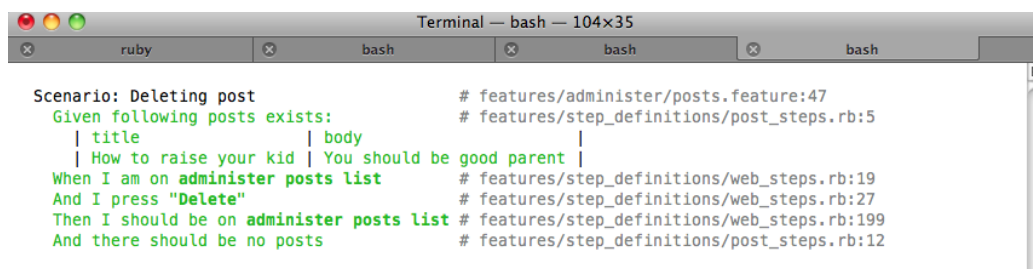 Terminal — bash — 104×35
ruby bash bash bash
Scenario: Deleting post # features/administer/posts.feature:47
Given following posts exists: # features/step_definitions/post_steps.rb:5
| title | body |
| How to raise your kid | You should be good parent |
When I am on administer posts list # features/step_definitions/web_steps.rb:19
And I press "Delete" # features/step_definitions/web_steps.rb:27
Then I should be on administer posts list # features/step_definitions/web_steps.rb:199
And there should be no posts # features/step_definitions/post_steps.rb:12